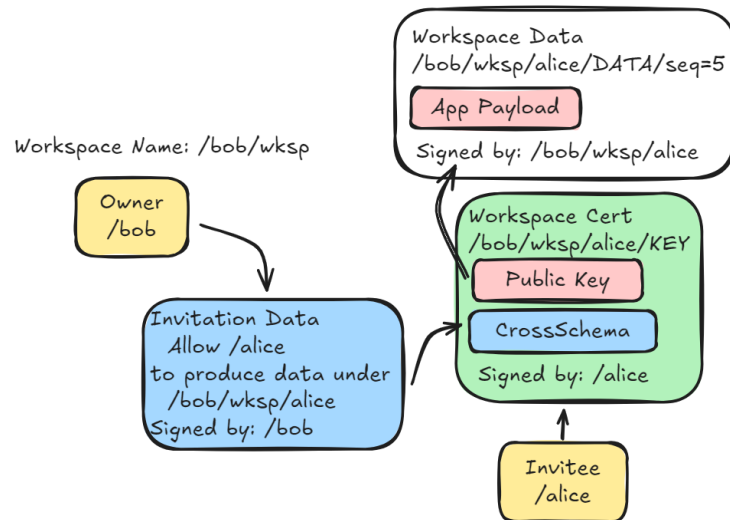 Workspace Data
/bob/wksp/alice/DATA/seq=5
App Payload
Signed by: /bob/wksp/alice
Workspace Name: /bob/wksp
Owner
/bob
Workspace Cert
/bob/wksp/alice/KEY
Public Key
CrossSchema
Signed by: /alice
Invitation Data
Allow /alice
to produce data under
/bob/wksp/alice
Signed by: /bob
Invitee
/alice